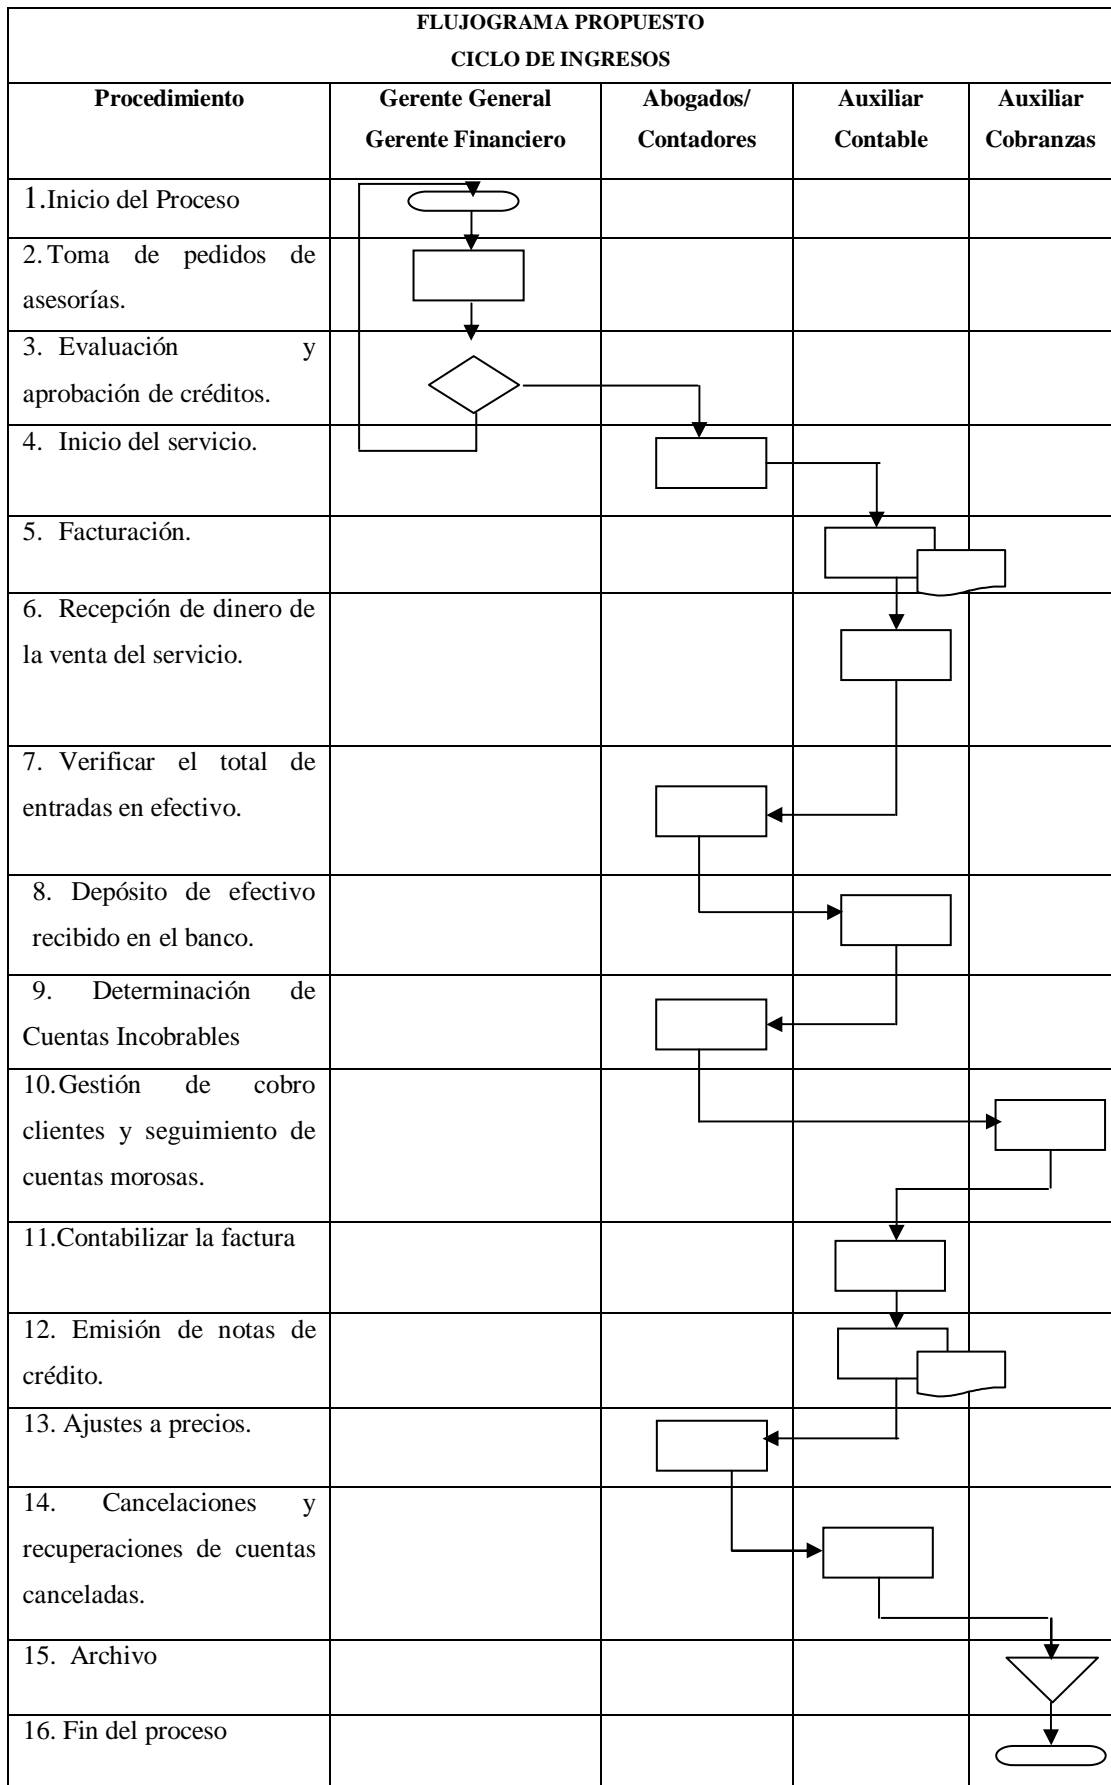 FLUJOGRAMA PROPUESTO
CICLO DE INGRESOS
Procedimiento
Gerente General
Gerente Financiero
Abogados/
Contadores
Auxiliar
Contable
Auxiliar
Cobranzas
1.Inicio del Proceso
2. Toma de pedidos de
asesorías.
3. Evaluación y
aprobación de créditos.
4. Inicio del servicio.
5. Facturación.
6. Recepción de dinero de
la venta del servicio.
7. Verificar el total de
entradas en efectivo.
8. Depósito de efectivo
recibido en el banco.
9. Determinación de
Cuentas Incobrables
10.Gestión de cobro
clientes y seguimiento de
cuentas morosas.
11.Contabilizar la factura
12. Emisión de notas de
crédito.
13. Ajustes a precios.
14. Cancelaciones y
recuperaciones de cuentas
canceladas.
15. Archivo
16. Fin del proceso